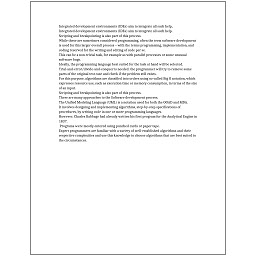 Integrated development environments (IDEs) aim to integrate all such help.
Integrated development environments (IDEs) aim to integrate all such help.
Scripting and breakpointing is also part of this process.
While these are sometimes considered programming, often the term software development
is used for this larger overall process – with the terms programming, implementation, and
coding reserved for the writing and editing of code per se.
This can be a non-trivial task, for example as with parallel processes or some unusual
software bugs.
Ideally, the programming language best suited for the task at hand will be selected.
Trial-and-error/divide-and-conquer is needed: the programmer will try to remove some
parts of the original test case and check if the problem still exists.
For this purpose, algorithms are classified into orders using so-called Big O notation, which
expresses resource use, such as execution time or memory consumption, in terms of the size
of an input.
Scripting and breakpointing is also part of this process.
There are many approaches to the Software development process.
The Unified Modeling Language (UML) is a notation used for both the OOAD and MDA.
It involves designing and implementing algorithms, step-by-step specifications of
procedures, by writing code in one or more programming languages.
However, Charles Babbage had already written his first program for the Analytical Engine in
1837.
Programs were mostly entered using punched cards or paper tape.
Expert programmers are familiar with a variety of well-established algorithms and their
respective complexities and use this knowledge to choose algorithms that are best suited to
the circumstances.